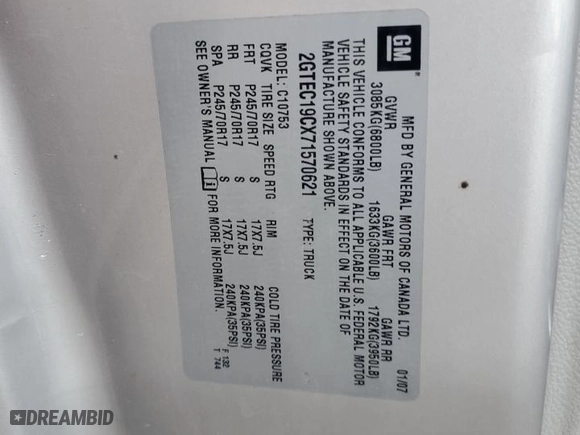 GM
MFD BY GENERAL MOTORS OF CANADA LTD.
01/07
GVWR GAWR FRT GAWR RR
3085KG(6800LB) 1633KG(3600LB) 1792KG(3950LB)
THIS VEHICLE CONFORMS TO ALL APPLICABLE U.S. FEDERAL MOTOR
VEHICLE SAFETY STANDARDS IN EFFECT ON THE DATE OF
MANUFACTURE SHOWN ABOVE.
2GTEC19CX71570621 TYPE: TRUCK
MODEL: C10753
COVK TIRE SIZE SPEED RTG RIM COLD TIRE PRESSURE
FRT P245/70R17 S 17X7.5J 240KPA(35PSI)
RR P245/70R17 S 17X7.5J 240KPA(35PSI)
SPA P245/70R17 S 17X7.5J 240KPA(35PSI)
SEE OWNER'S MANUAL FOR MORE INFORMATION.
F 132
T 744
DREAMBID